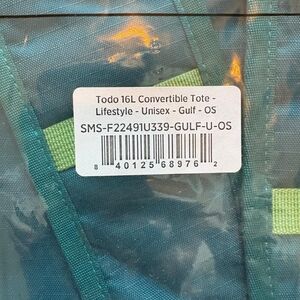 Todo 16L Convertible Tote -
Lifestyle - Unisex - Gulf - OS
SMS-F22491U339-GULF-U-OS
8 40125 68976 2